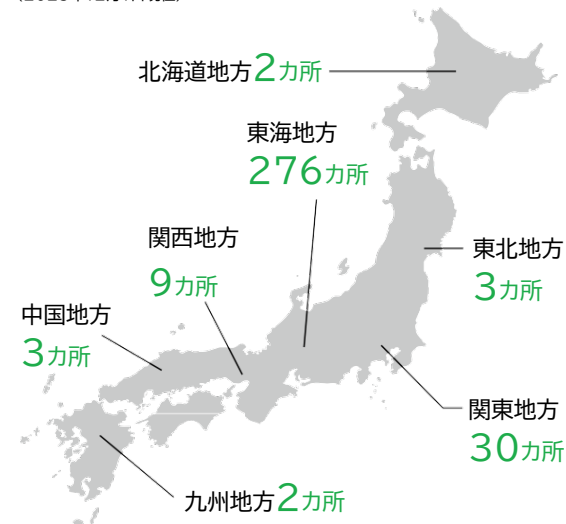 北海道地方2カ所
東海地方
276カ所
関西地方
9カ所
東北地方
3カ所
中国地方
3カ所
関東地方
30カ所
九州地方2カ所